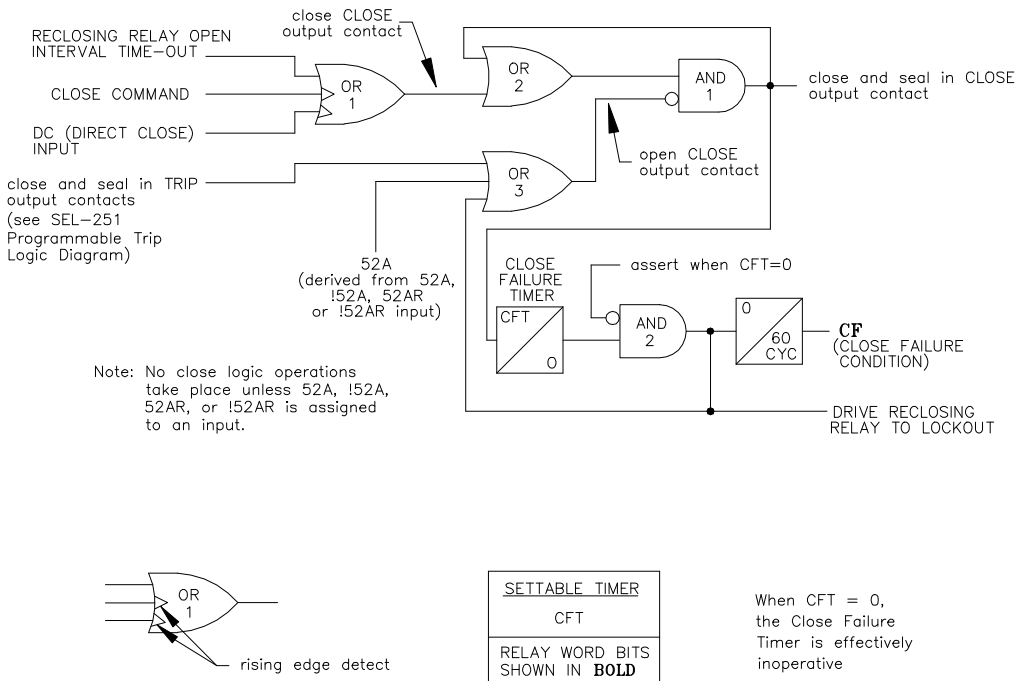 close CLOSE
output contact
RECLOSING RELAY OPEN
INTERVAL TIME-OUT
CLOSE COMMAND
DC (DIRECT CLOSE)
INPUT
OR
1
OR
2
AND
1
close and seal in CLOSE
output contact
close and seal in TRIP
output contacts
(see SEL-251
Programmable Trip
Logic Diagram)
OR
3
open CLOSE
output contact
52A
(derived from 52A,
!52A, 52AR
or !52AR input)
CLOSE
FAILURE
TIMER
CFT
0
assert when CFT=0
AND
2
0
60
CYC
CF
(CLOSE FAILURE
CONDITION)
DRIVE RECLOSING
RELAY TO LOCKOUT
Note: No close logic operations
take place unless 52A, !52A,
52AR, or !52AR is assigned
to an input.
OR
1
rising edge detect
SETTABLE TIMER
CFT
RELAY WORD BITS
SHOWN IN BOLD
When CFT = 0,
the Close Failure
Timer is effectively
inoperative